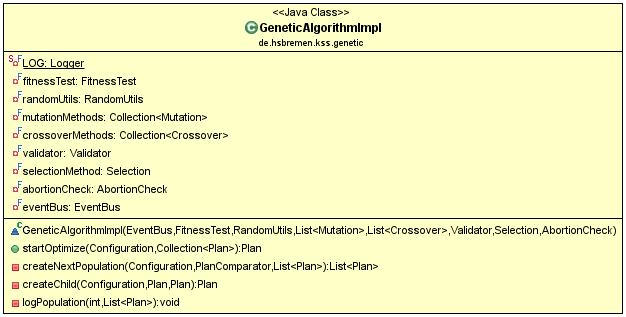 <<Java Class>>
GeneticAlgorithmImpl
de.hsbremen.kss.genetic
LOG: Logger
fitnessTest: FitnessTest
randomUtils: RandomUtils
mutationMethods: Collection<Mutation>
crossoverMethods: Collection<Crossover>
validator: Validator
selectionMethod: Selection
abortionCheck: AbortionCheck
eventBus: EventBus
GeneticAlgorithmImpl(EventBus,FitnessTest,RandomUtils,List<Mutation>,List<Crossover>,Validator,Selection,AbortionCheck)
startOptimize(Configuration,Collection<Plan>):Plan
createNextPopulation(Configuration,PlanComparator,List<Plan>):List<Plan>
createChild(Configuration,Plan,Plan):Plan
logPopulation(int,List<Plan>):void